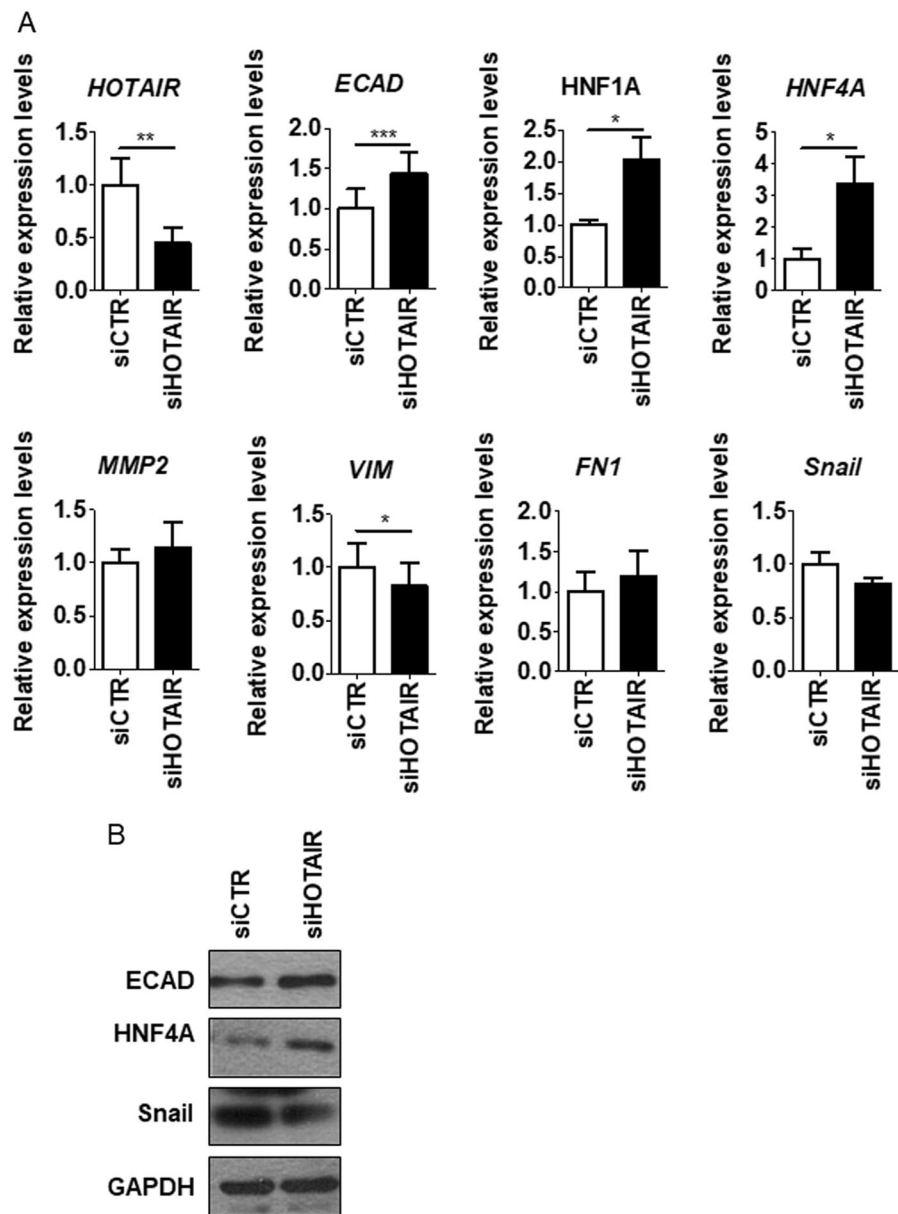 A
Relative expression levels
HOTAIR
1.5
1.0
0.5
0.0
**
siCTR
siHOTAIR
Relative expression levels
ECAD
2.0
1.5
1.0
0.5
0.0
***
siCTR
siHOTAIR
Relative expression levels
HNF1A
2.5
2.0
1.5
1.0
0.5
0.0
*
siCTR
siHOTAIR
Relative expression levels
HNF4A
5
4
3
2
1
0
*
siCTR
siHOTAIR
Relative expression levels
MMP2
1.5
1.0
0.5
0.0
siCTR
siHOTAIR
Relative expression levels
VIM
1.5
1.0
0.5
0.0
*
siCTR
siHOTAIR
Relative expression levels
FN1
2.0
1.5
1.0
0.5
0.0
siCTR
siHOTAIR
Relative expression levels
Snail
1.5
1.0
0.5
0.0
siCTR
siHOTAIR
B
siCTR
siHOTAIR
ECAD
HNF4A
Snail
GAPDH